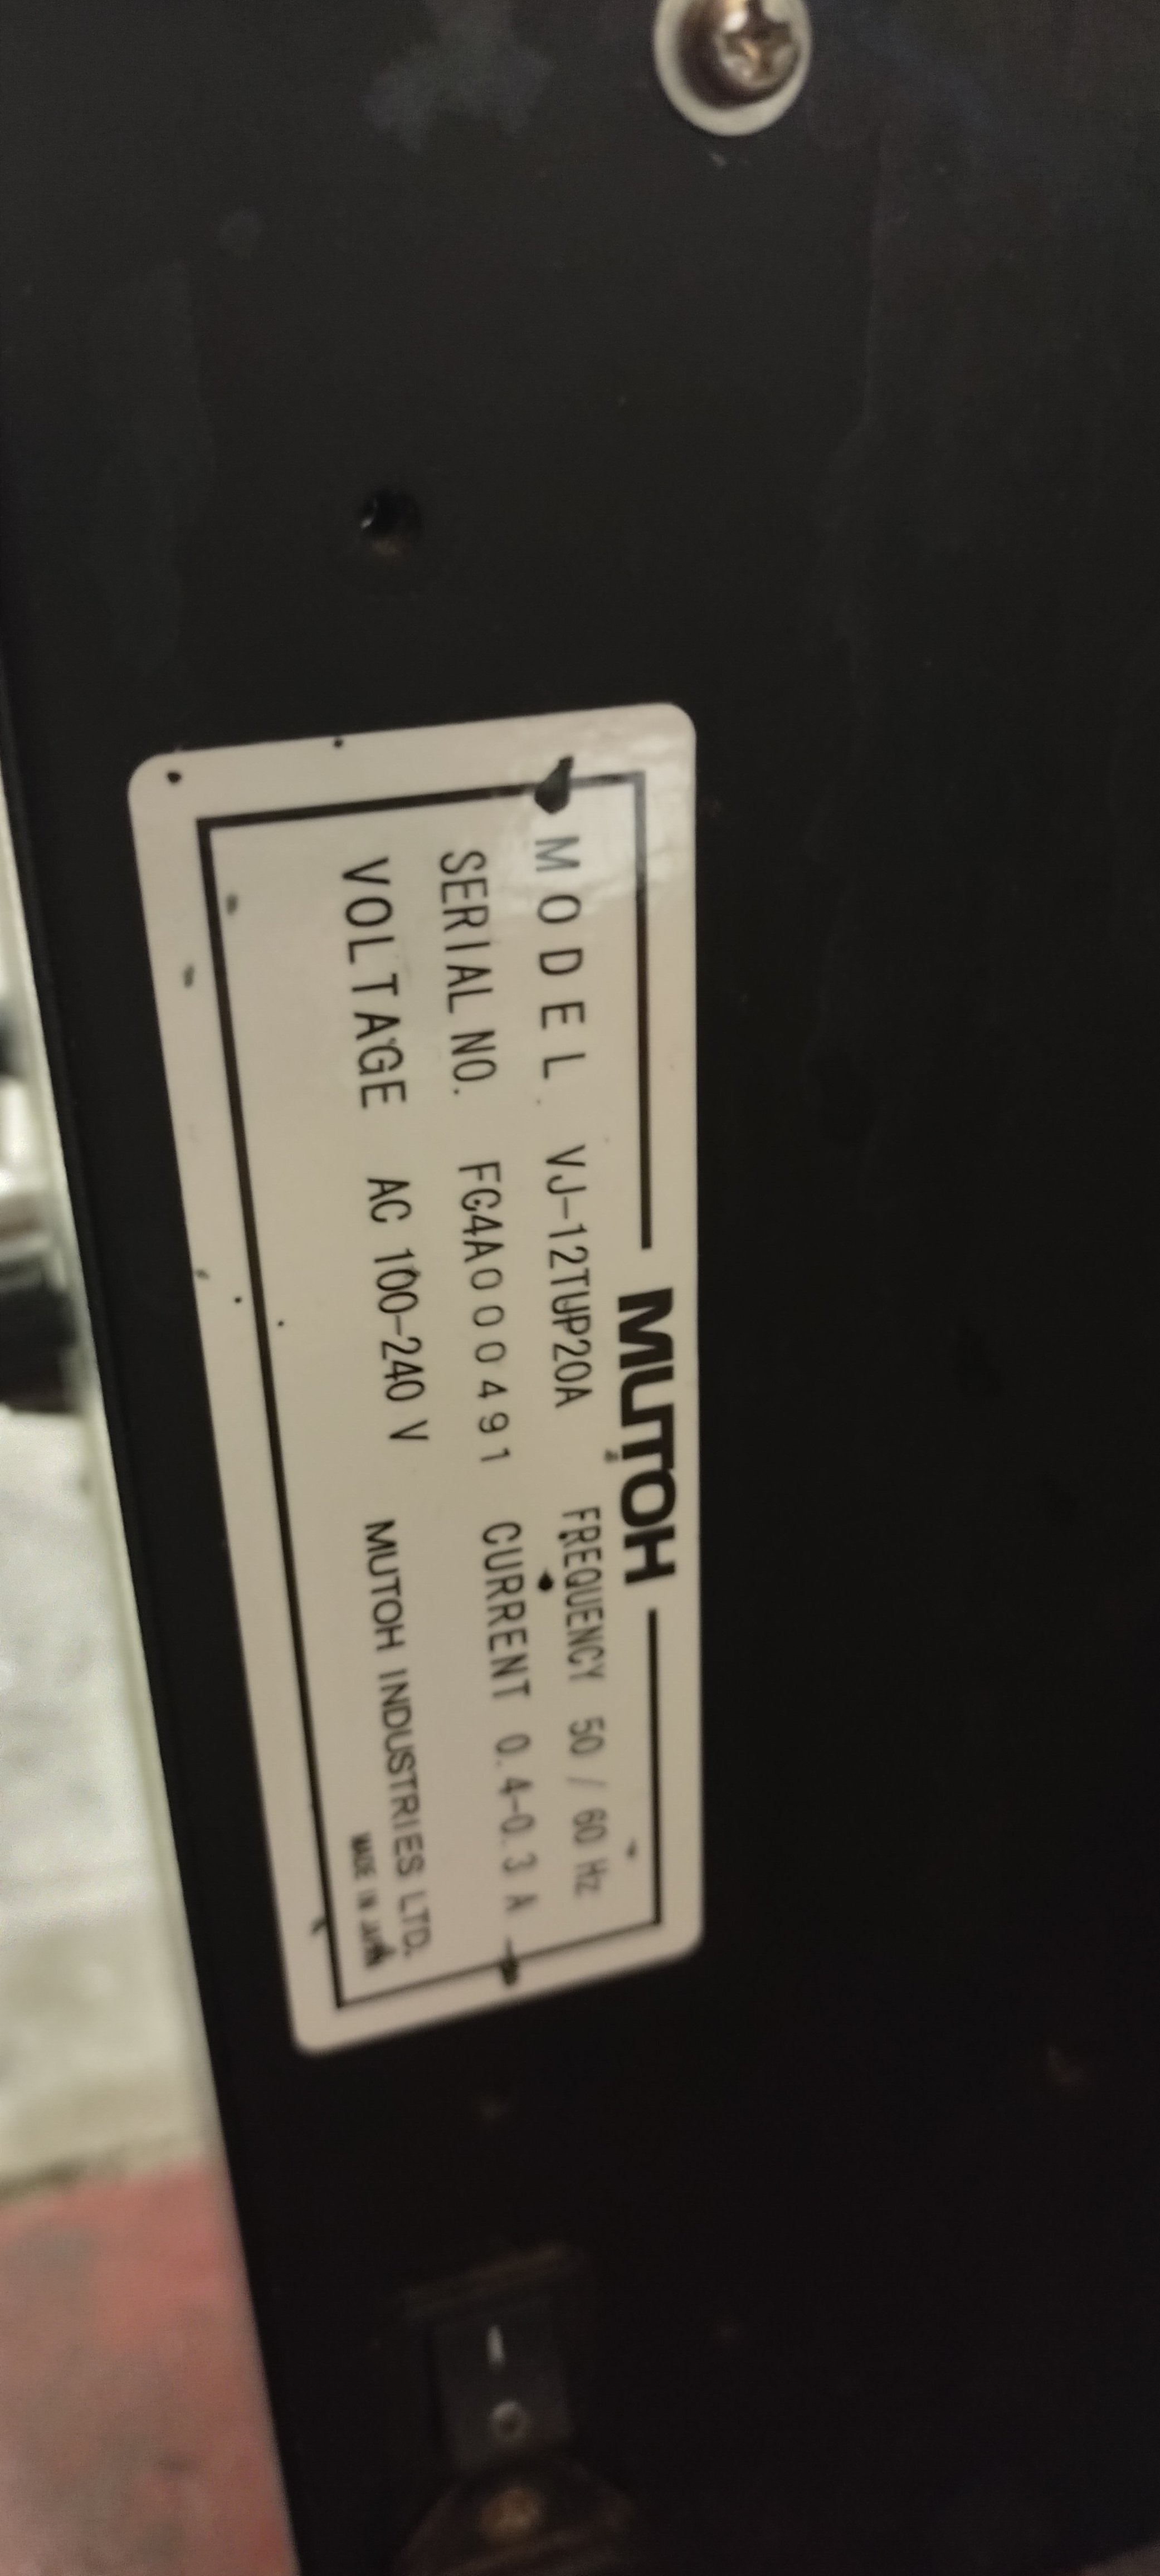 MUTOH
MODEL VJ-12TUP20A FREQUENCY 50 / 60 Hz
SERIAL NO. FG4A000491 CURRENT 0.4-0.3 A
VOLTAGE AC 100-240 V MUTOH INDUSTRIES LTD.
MADE IN JAPAN